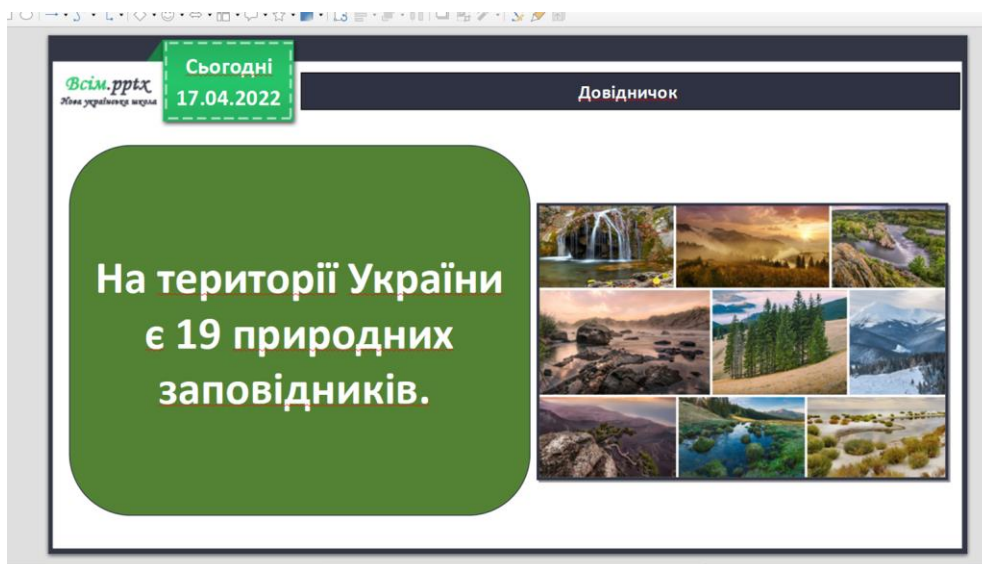 Всім.pptx
Нова українська школа
Сьогодні
17.04.2022
Довідничок
На території України
є 19 природних
заповідників.